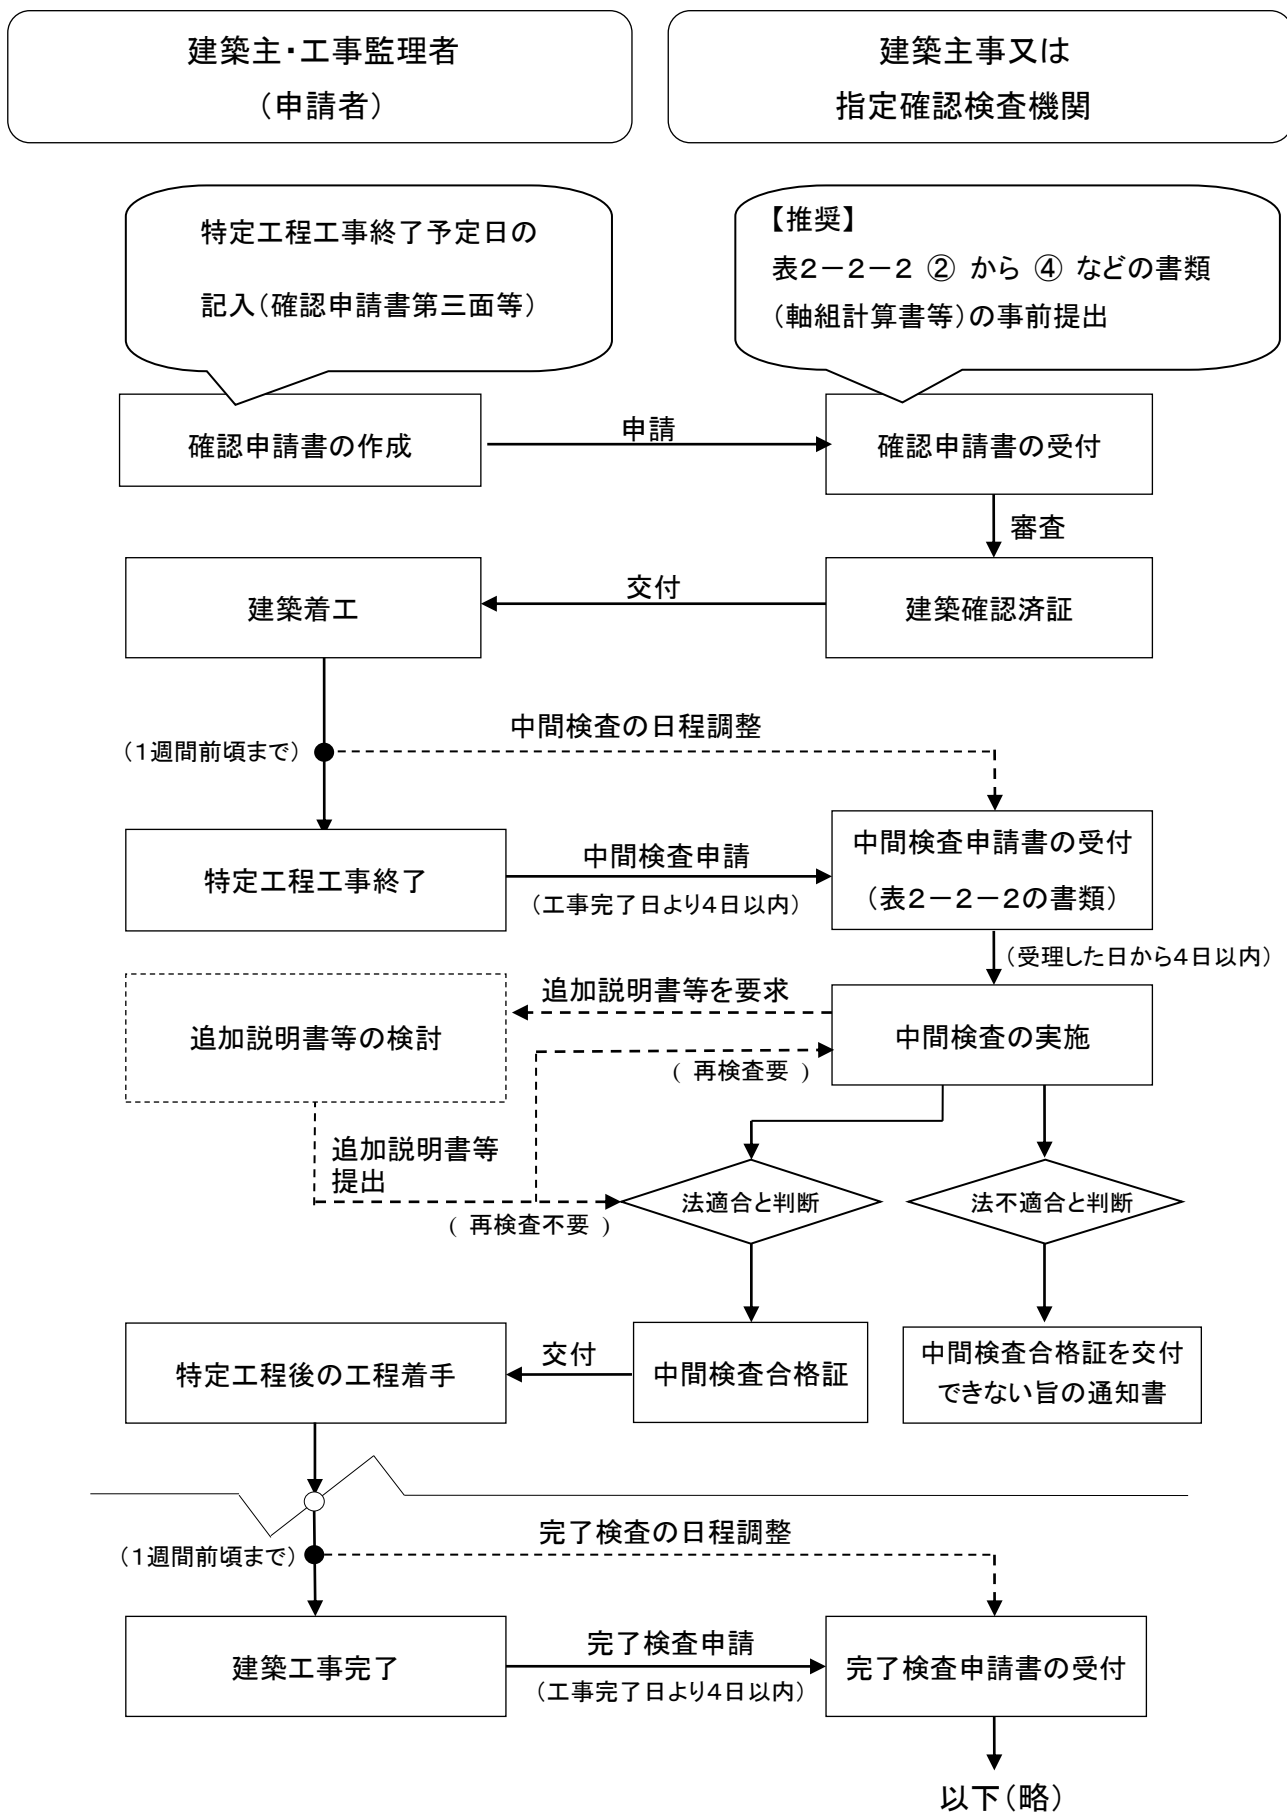 建築主・工事監理者
（申請者）
建築主事又は
指定確認検査機関
特定工程工事終了予定日の
記入（確認申請書第三面等）
【推奨】
表２－２－２ ② から ④ などの書類
（軸組計算書等）の事前提出
確認申請書の作成
申請
確認申請書の受付
審査
建築着工
交付
建築確認済証
中間検査の日程調整
（１週間前頃まで）
特定工程工事終了
中間検査申請
（工事完了日より４日以内）
中間検査申請書の受付
（表２－２－２の書類）
（受理した日から４日以内）
追加説明書等を要求
追加説明書等の検討
中間検査の実施
( 再検査要 )
追加説明書等
提出
( 再検査不要 )
法適合と判断
法不適合と判断
特定工程後の工程着手
交付
中間検査合格証
中間検査合格証を交付
できない旨の通知書
完了検査の日程調整
（１週間前頃まで）
建築工事完了
完了検査申請
（工事完了日より４日以内）
完了検査申請書の受付
以下（略）